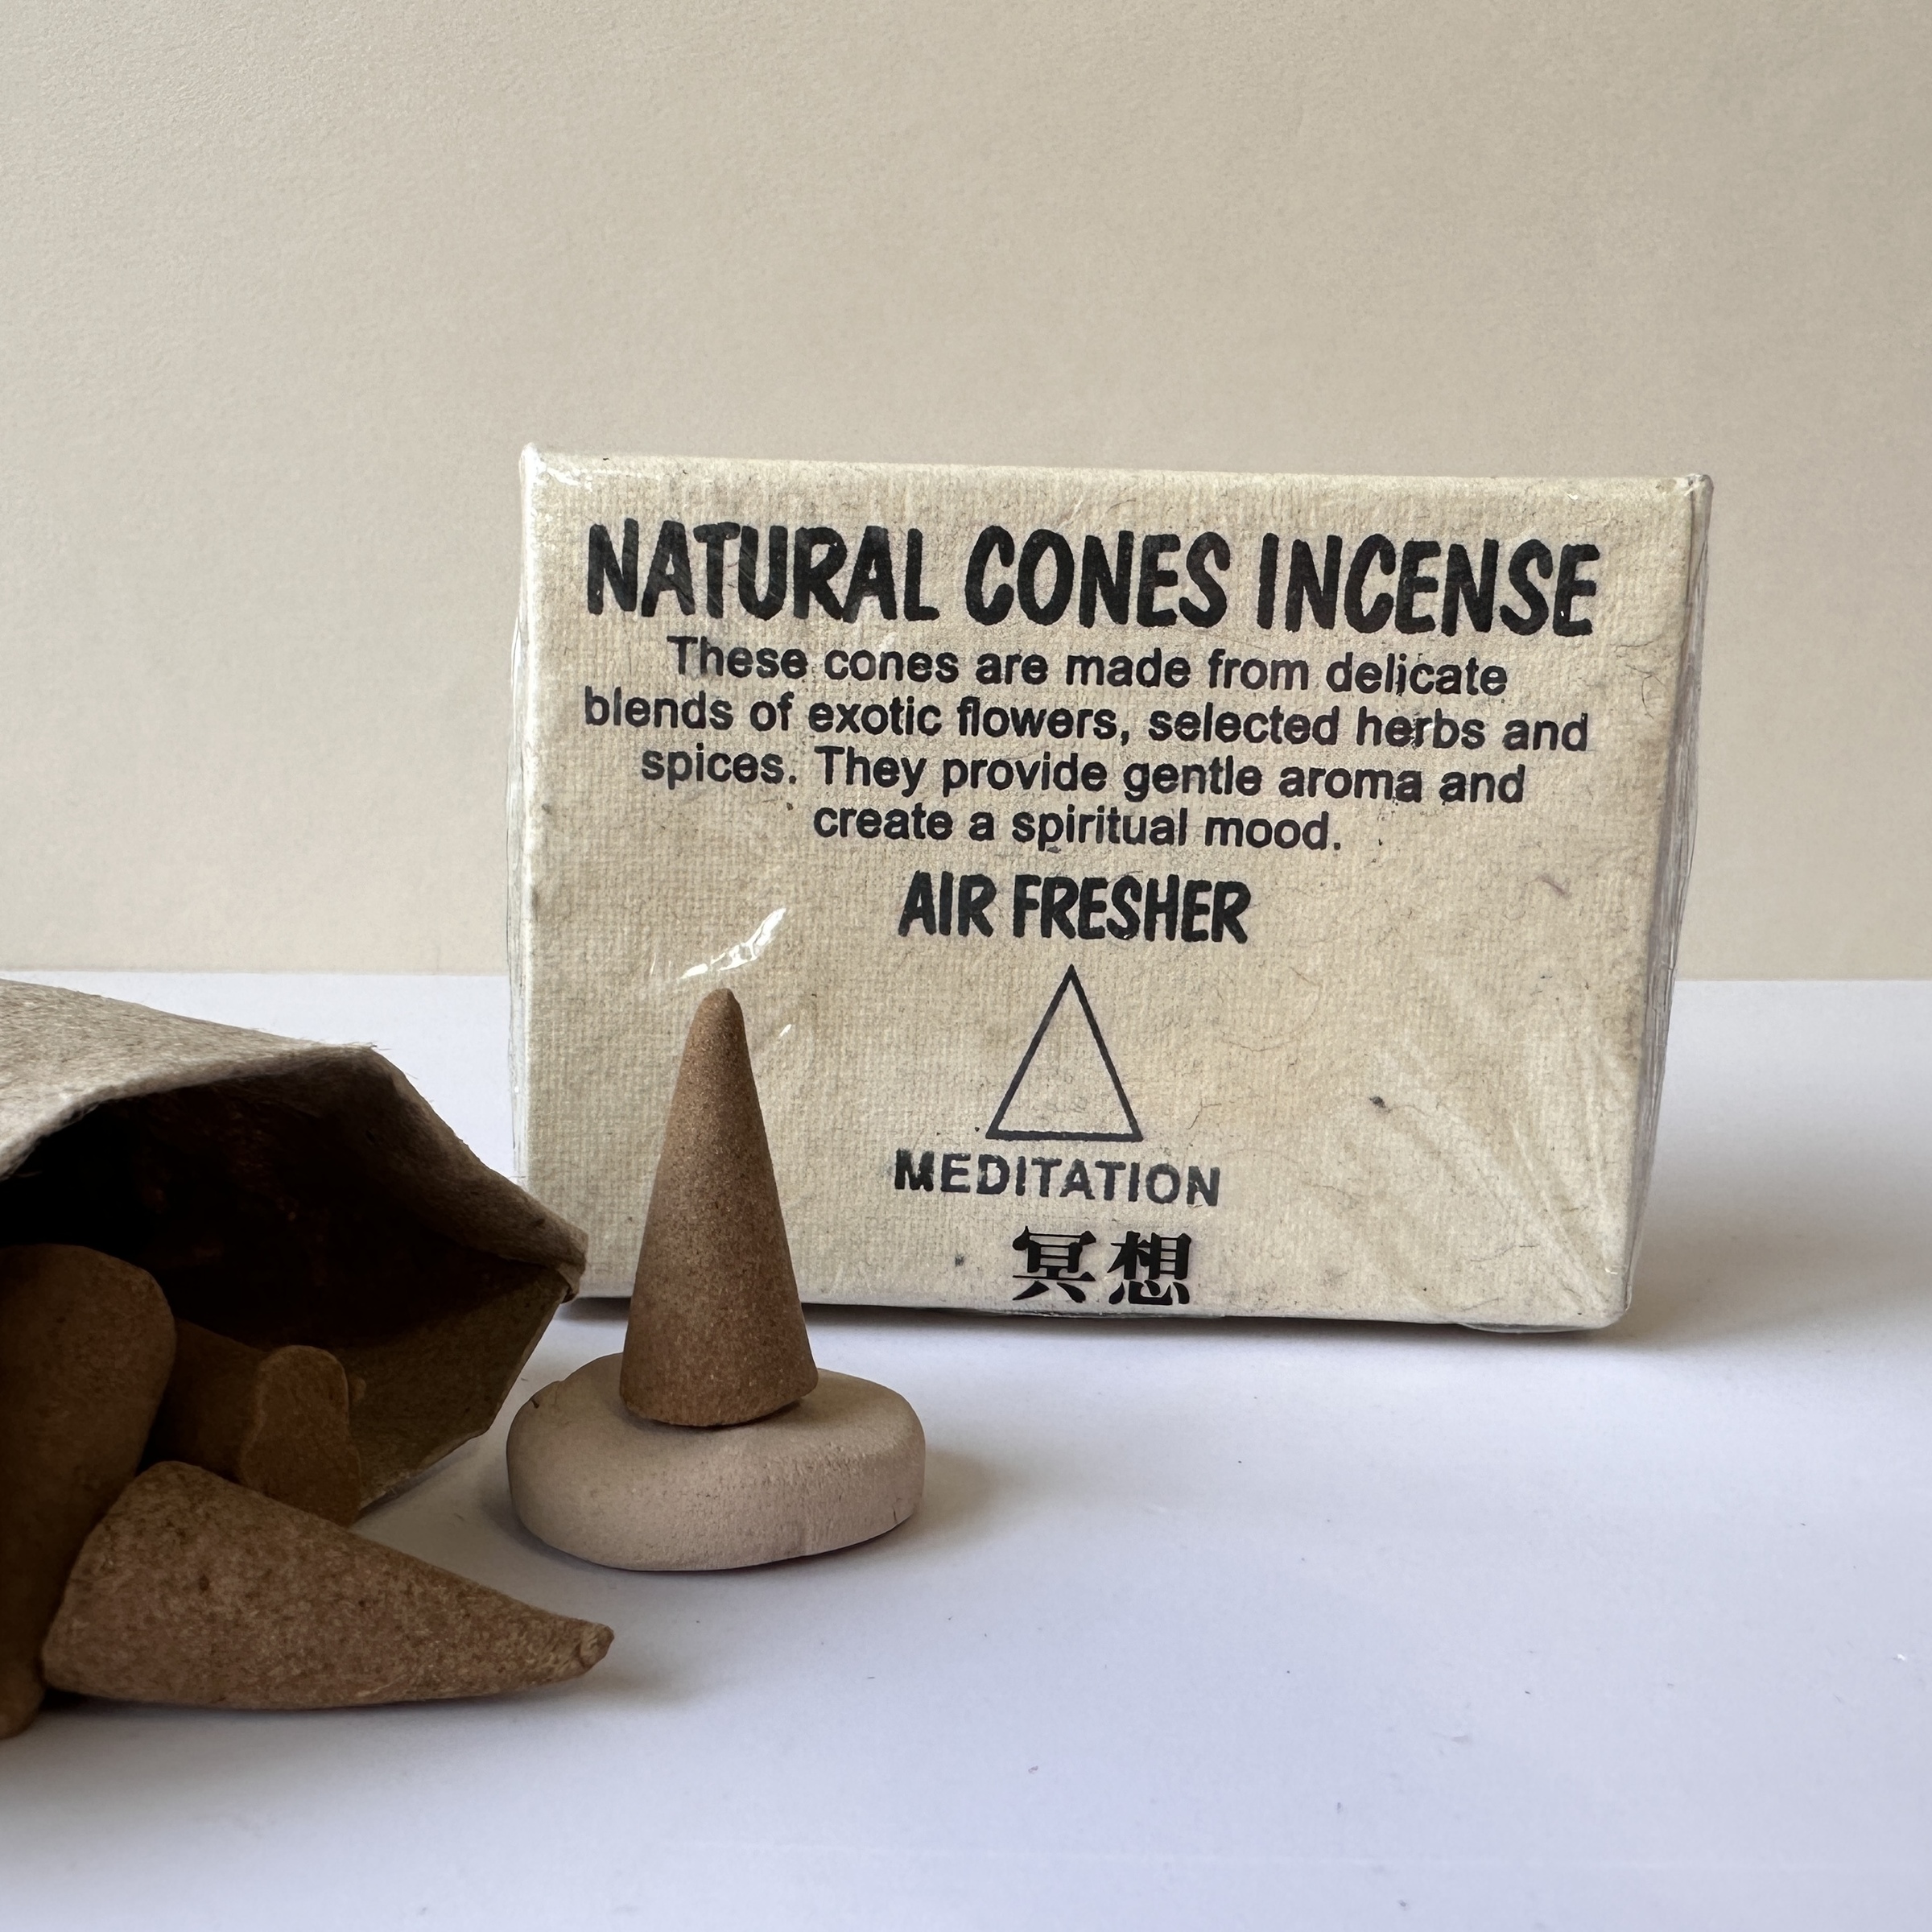 NATURAL CONES INCENSE
These cones are made from delicate
blends of exotic flowers, selected herbs and
spices. They provide gentle aroma and
create a spiritual mood.
AIR FRESHER
MEDITATION
冥想